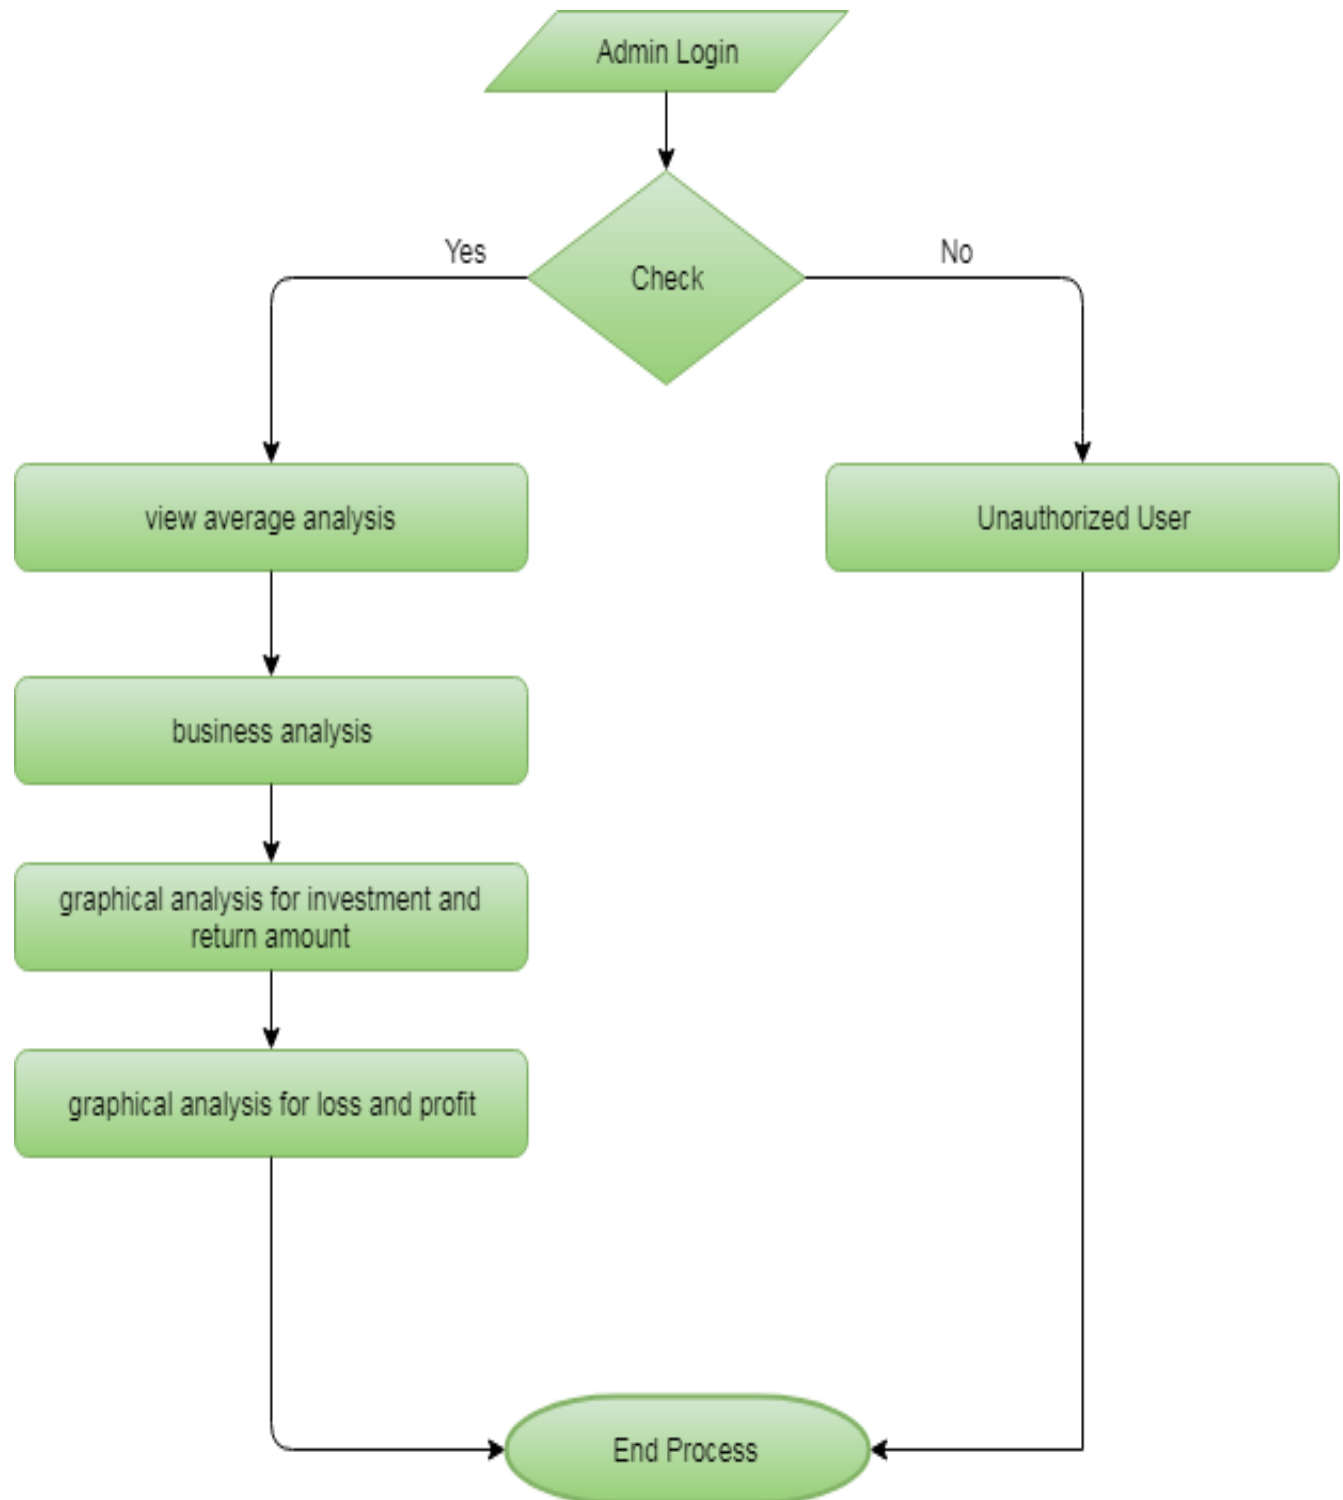 Admin Login
Yes
No
Check
view average analysis
Unauthorized User
business analysis
graphical analysis for investment and
return amount
graphical analysis for loss and profit
End Process